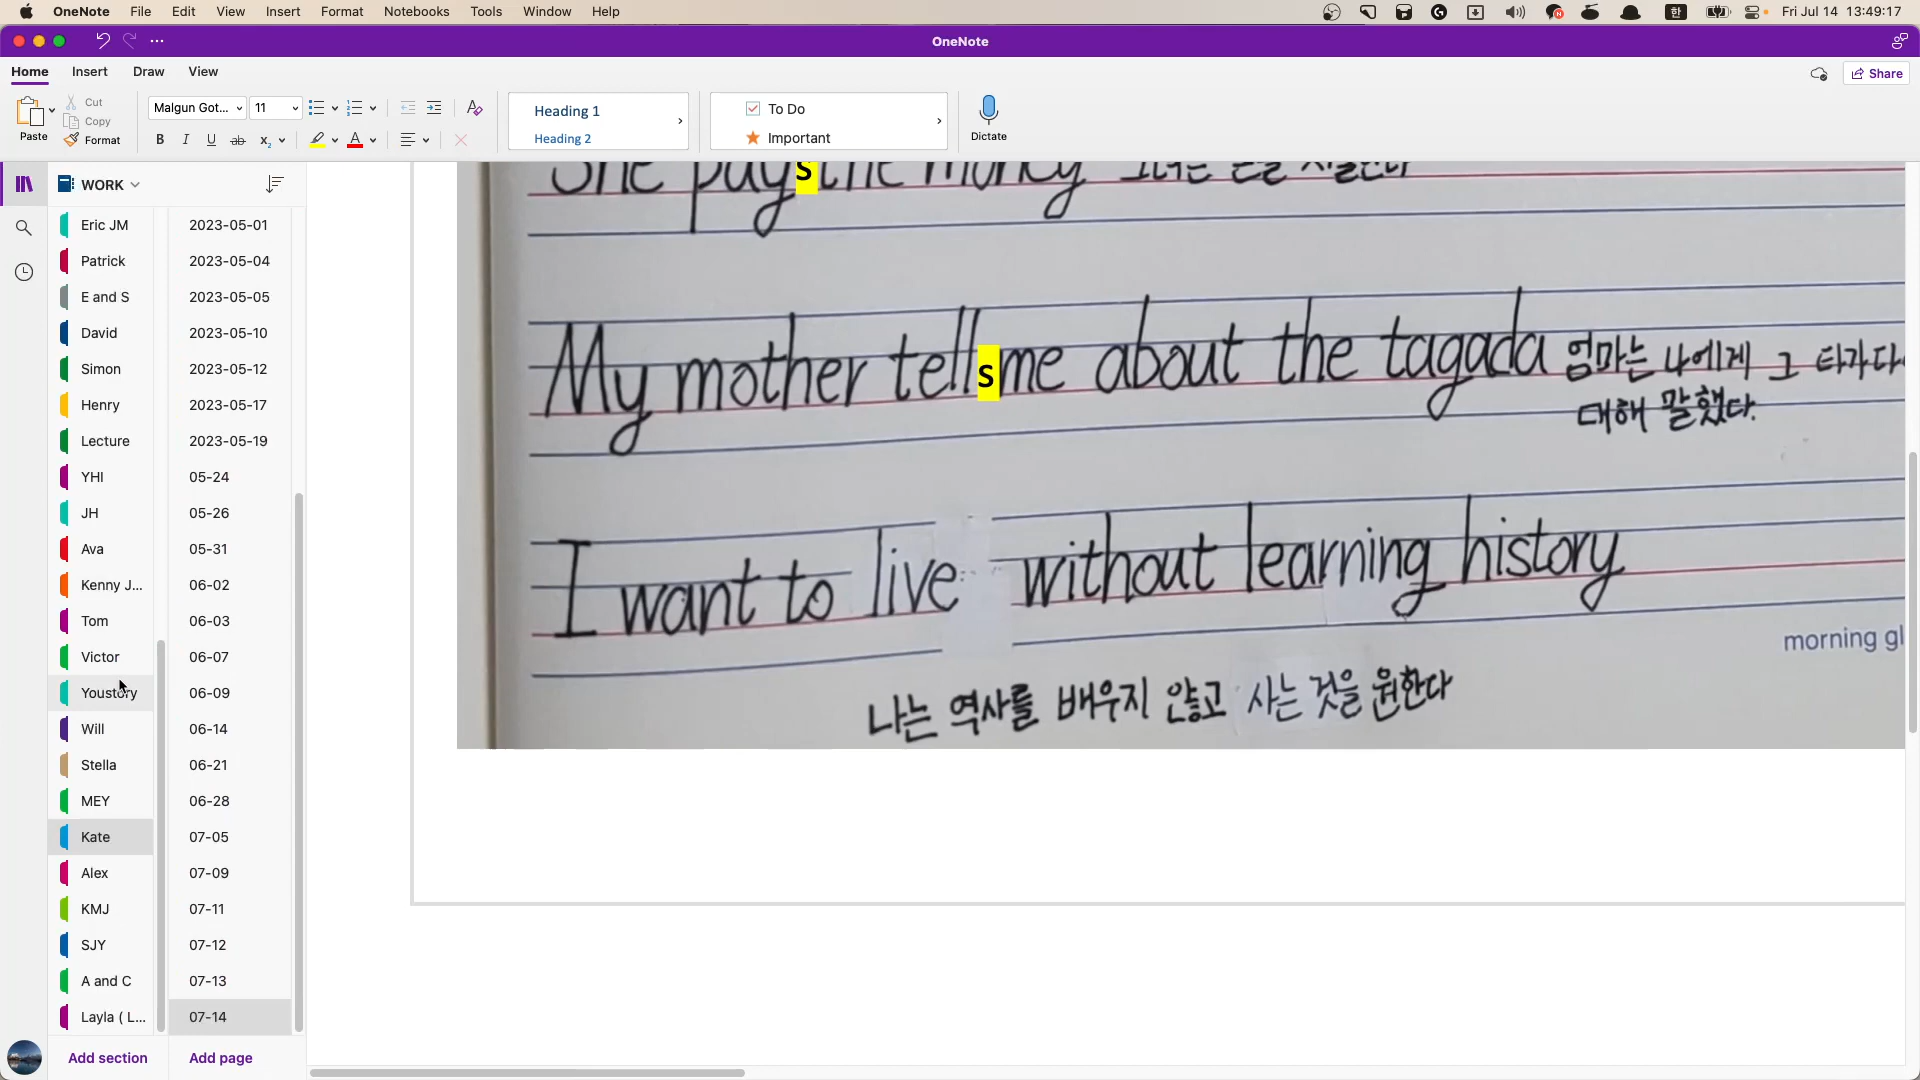 OneNote File Edit View Insert Format Notebooks Tools Window Help
한
Fri Jul 14 13:49:17
OneNote
Home Insert Draw View
Share
Paste
Cut
Copy
Format
Malgun Got... 11
B I U ab x₂ A
Heading 1
Heading 2
To Do
Important
Dictate
WORK
Eric JM
Patrick
E and S
David
Simon
Henry
Lecture
YHI
JH
Ava
Kenny J...
Tom
Victor
Youstory
Will
Stella
MEY
Kate
Alex
KMJ
SJY
A and C
Layla ( L...
Add section
2023-05-01
2023-05-04
2023-05-05
2023-05-10
2023-05-12
2023-05-17
2023-05-19
05-24
05-26
05-31
06-02
06-03
06-07
06-09
06-14
06-21
06-28
07-05
07-09
07-11
07-12
07-13
07-14
Add page
She pays the money
My mother tells me about the tagada 엄마는 나에게 그 타가다
대해 말했다.
I want to live without learning history
morning gl
나는 역사를 배우지 않고 사는 것을 원한다